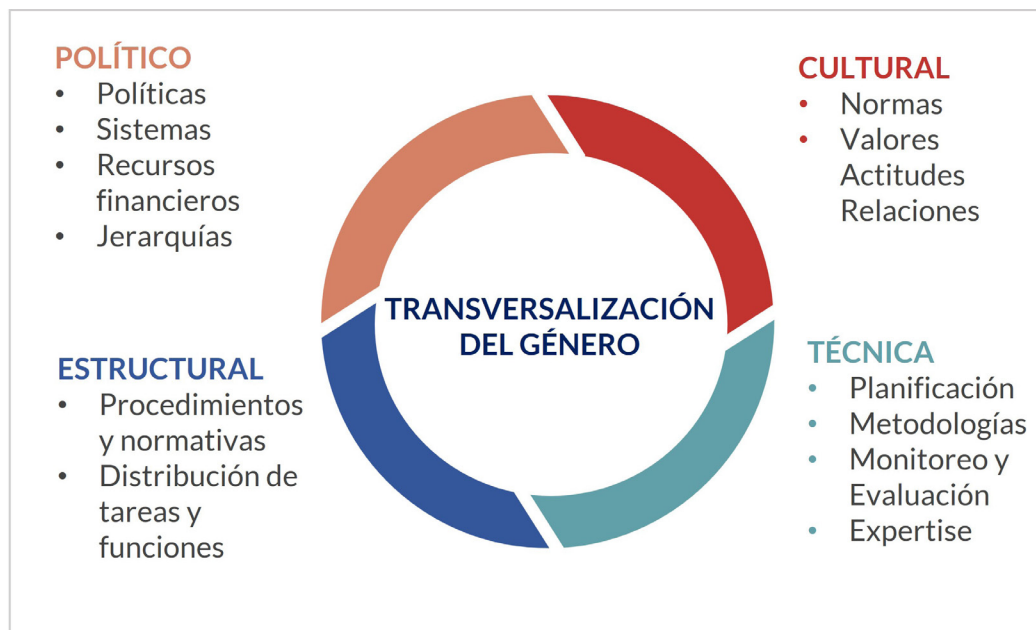 POLÍTICO
• Políticas
• Sistemas
• Recursos
financieros
• Jerarquías
CULTURAL
• Normas
• Valores
Actitudes
Relaciones
TRANSVERSALIZACIÓN
DEL GÉNERO
ESTRUCTURAL
• Procedimientos
y normativas
• Distribución de
tareas y
funciones
TÉCNICA
• Planificación
• Metodologías
• Monitoreo y
Evaluación
• Expertise